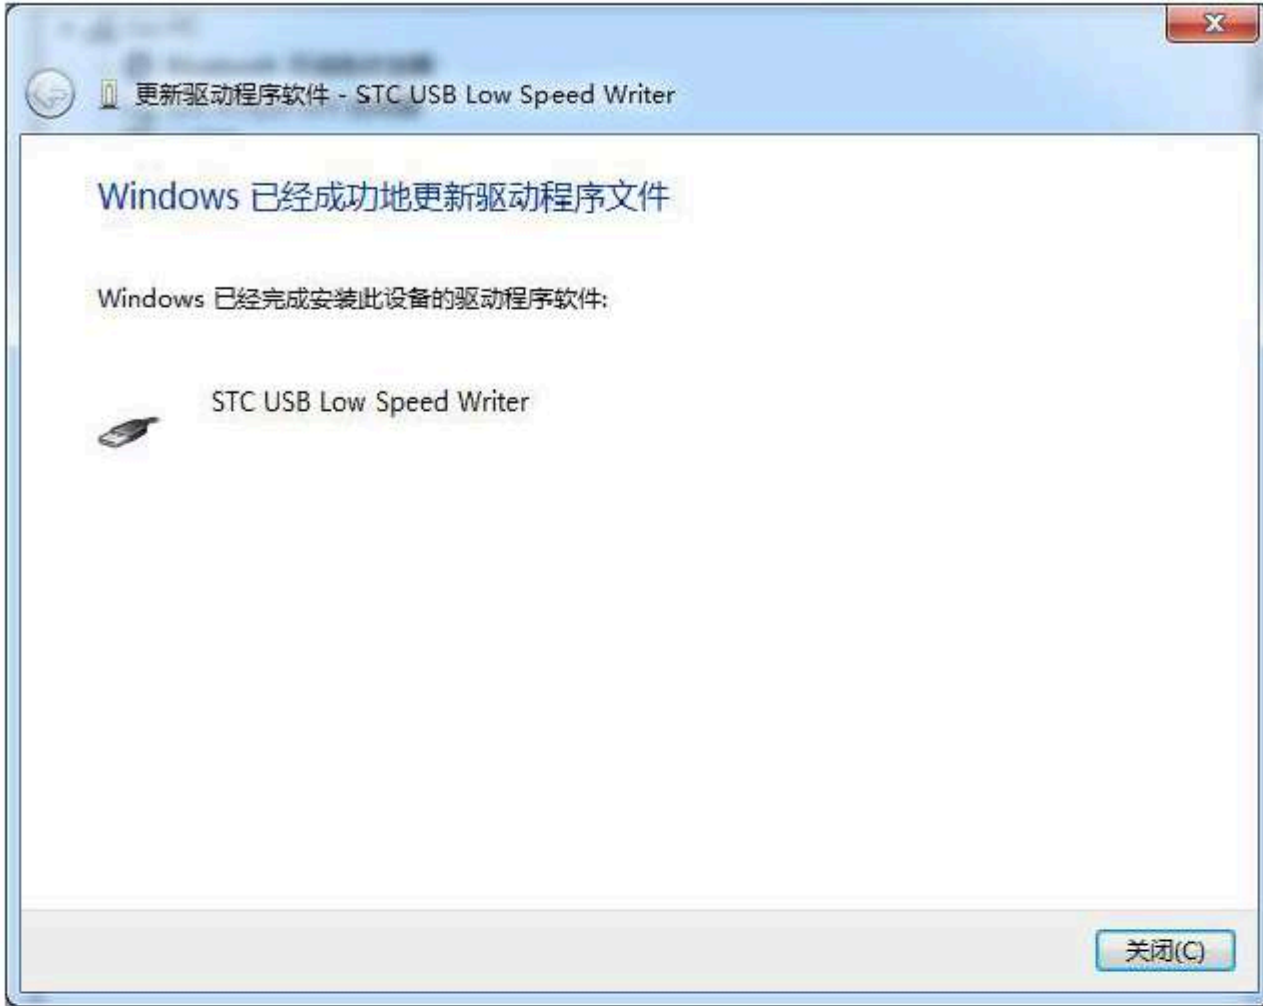 更新驱动程序软件 - STC USB Low Speed Writer
Windows 已经成功地更新驱动程序文件
Windows 已经完成安装此设备的驱动程序软件:
STC USB Low Speed Writer
关闭(C)